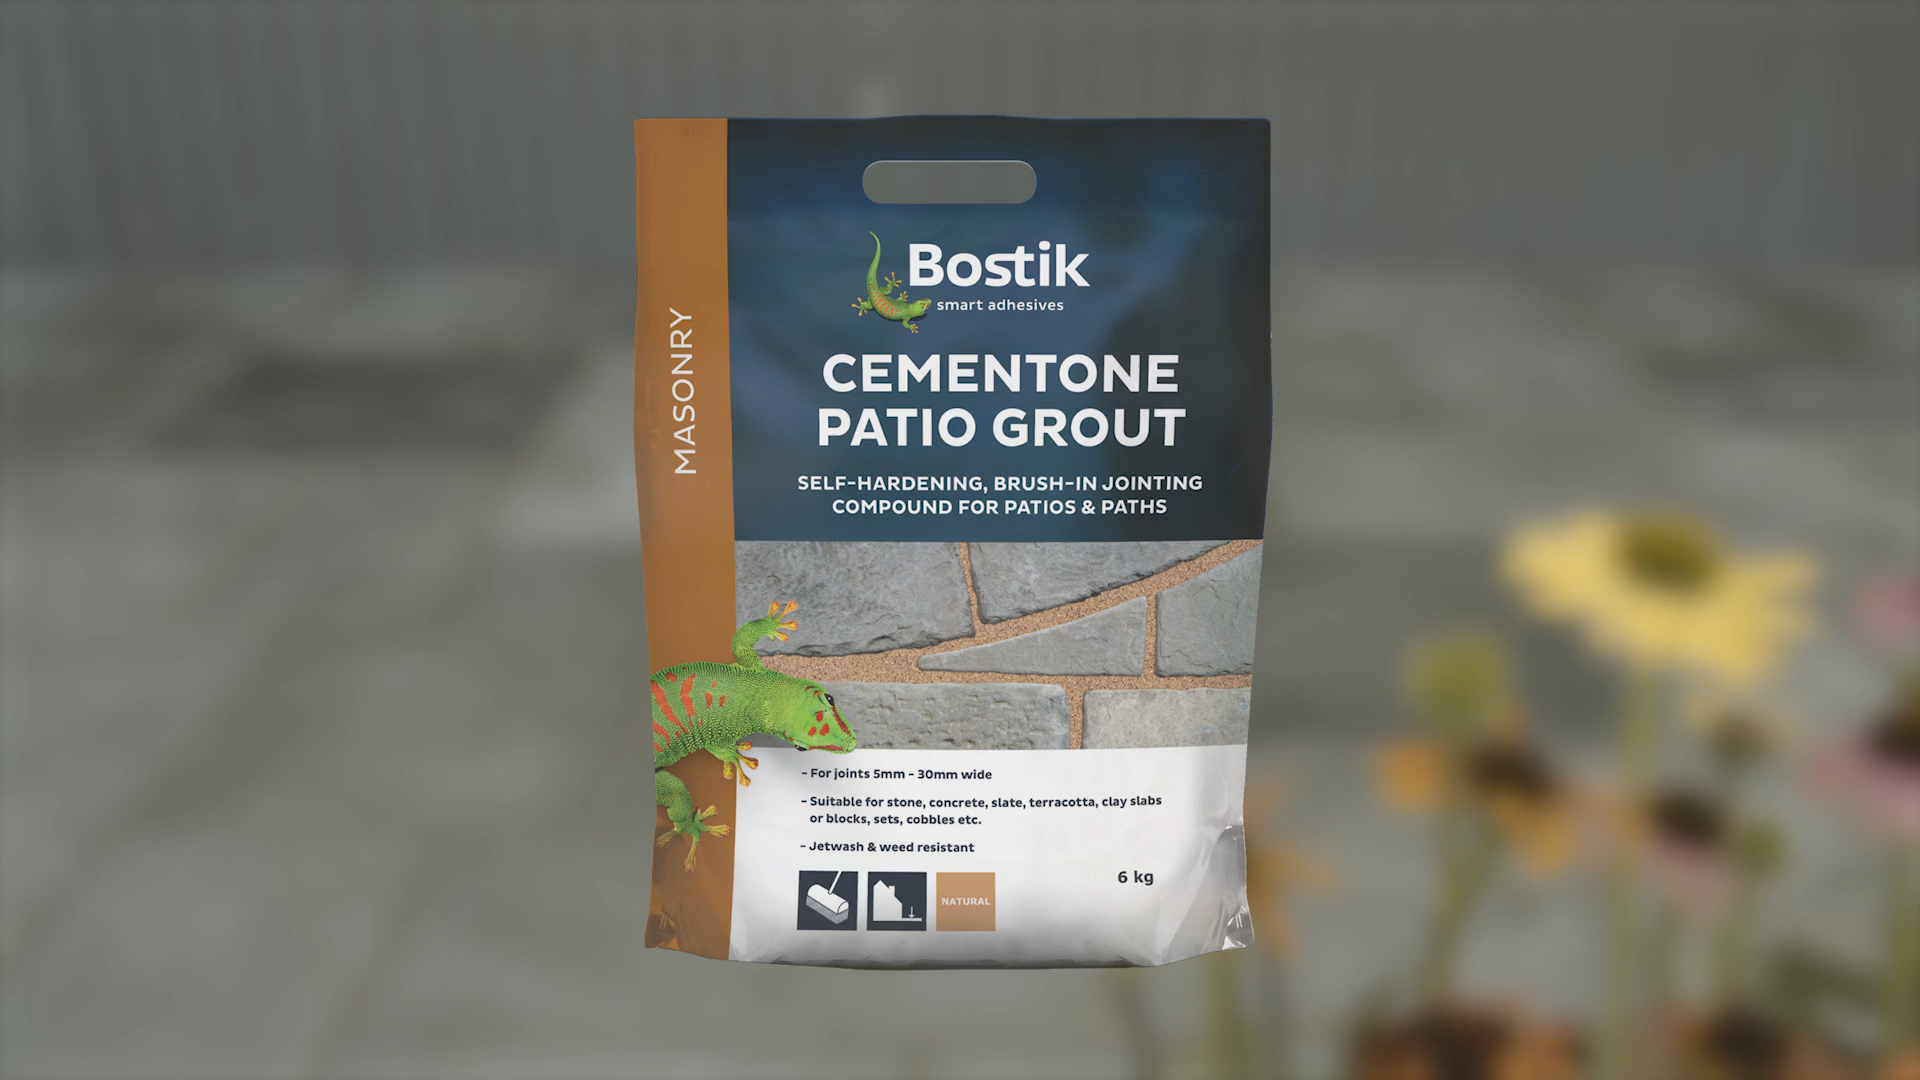 MASONRY
Bostik
smart adhesives
CEMENTONE
PATIO GROUT
SELF-HARDENING, BRUSH-IN JOINTING
COMPOUND FOR PATIOS & PATHS
- For joints 5mm - 30mm wide
- Suitable for stone, concrete, slate, terracotta, clay slabs
or blocks, sets, cobbles etc.
- Jetwash & weed resistant
6 kg
NATURAL